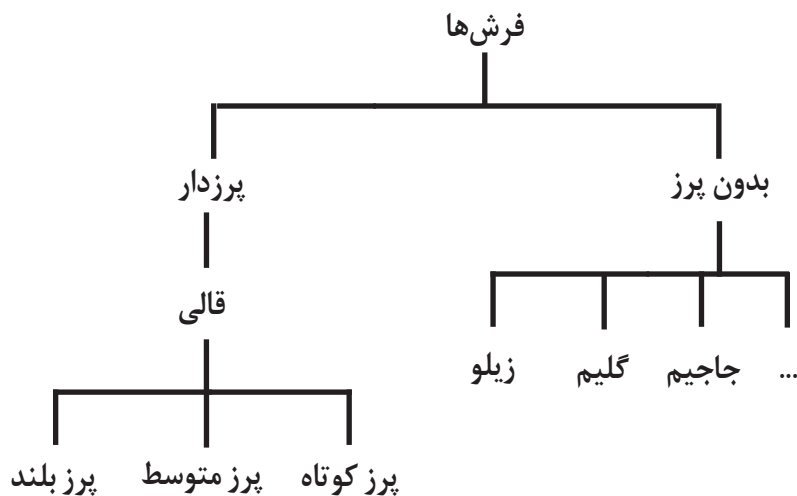 فرش‌ها
بدون پرز
پرزدار
... جاجیم گلیم زیلو
قالی
پرز کوتاه پرز متوسط پرز بلند